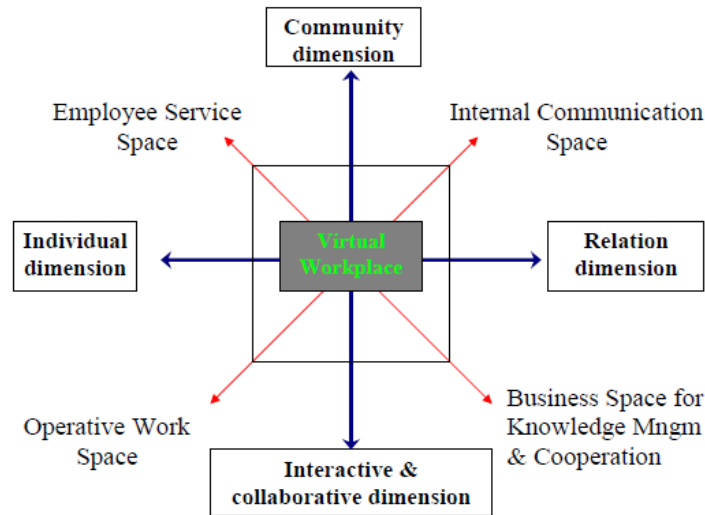 Community
dimension
Employee Service
Space
Internal Communication
Space
Individual
dimension
Virtual
Workplace
Relation
dimension
Operative Work
Space
Business Space for
Knowledge Mngm
& Cooperation
Interactive &
collaborative dimension